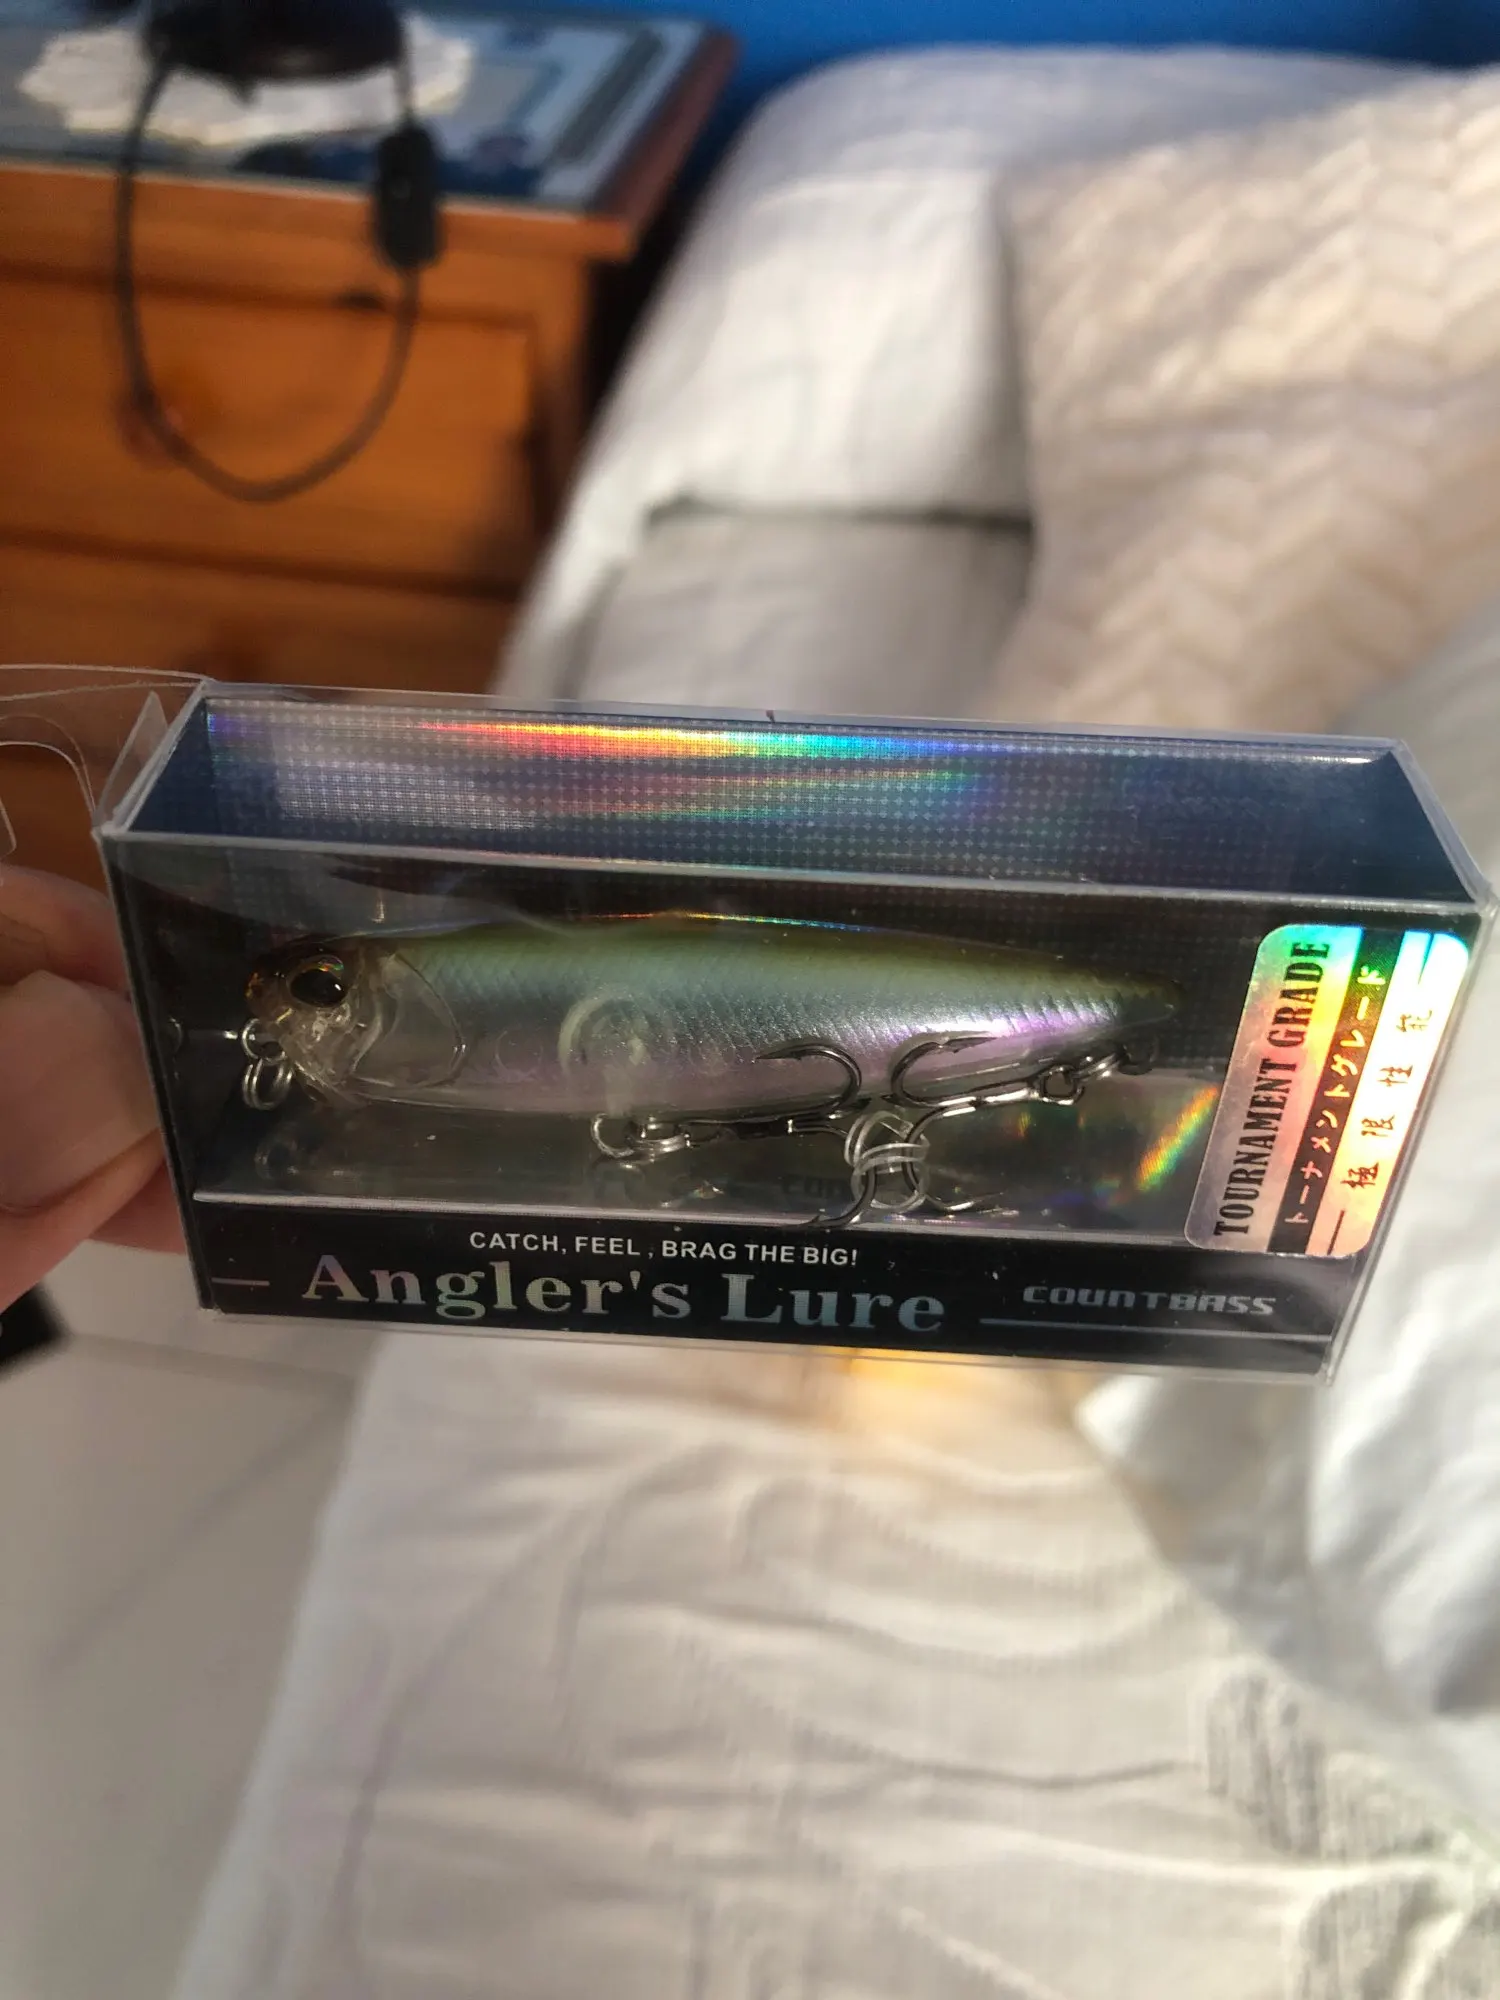 CATCH, FEEL , BRAG THE BIG!
Angler's Lure
COUNTBASS
TOURNAMENT GRADE
トーナメントグレード
極限性能